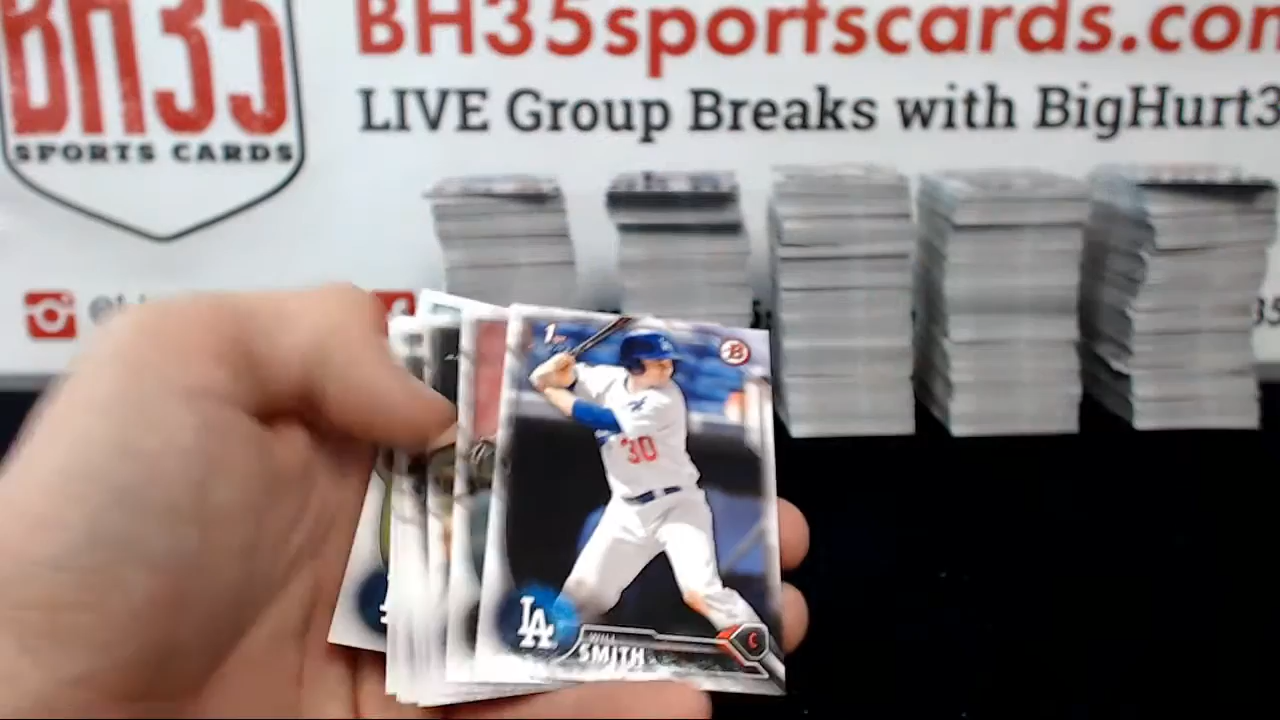 BH35
SPORTS CARDS
BH35sportscards.com
LIVE Group Breaks with BigHurt3
1st
B
30
LA
WILL
SMITH
C